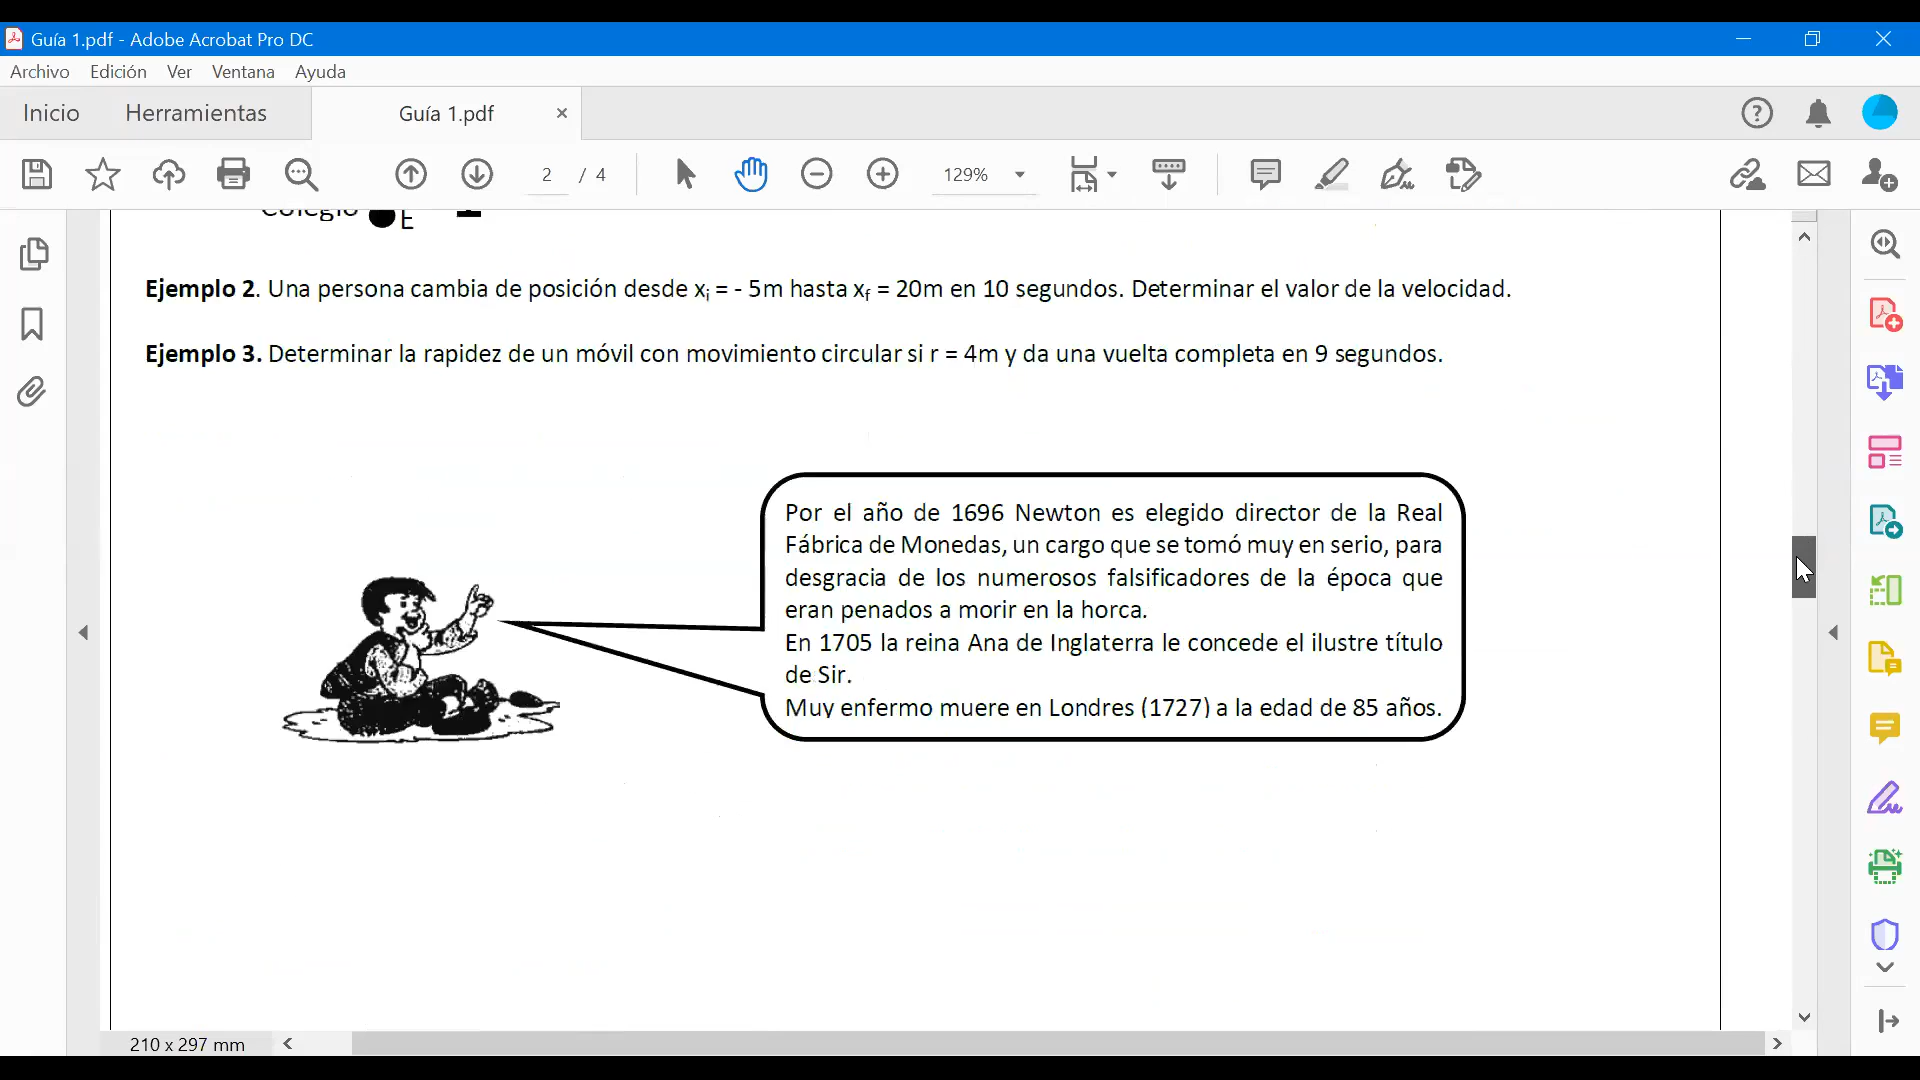 Guía 1.pdf - Adobe Acrobat Pro DC
Archivo Edición Ver Ventana Ayuda
Inicio Herramientas Guía 1.pdf
2 / 4 129%
Colegio E
Ejemplo 2. Una persona cambia de posición desde xi = - 5m hasta xf = 20m en 10 segundos. Determinar el valor de la velocidad.
Ejemplo 3. Determinar la rapidez de un móvil con movimiento circular si r = 4m y da una vuelta completa en 9 segundos.
Por el año de 1696 Newton es elegido director de la Real
Fábrica de Monedas, un cargo que se tomó muy en serio, para
desgracia de los numerosos falsificadores de la época que
eran penados a morir en la horca.
En 1705 la reina Ana de Inglaterra le concede el ilustre título
de Sir.
Muy enfermo muere en Londres (1727) a la edad de 85 años.
210 x 297 mm